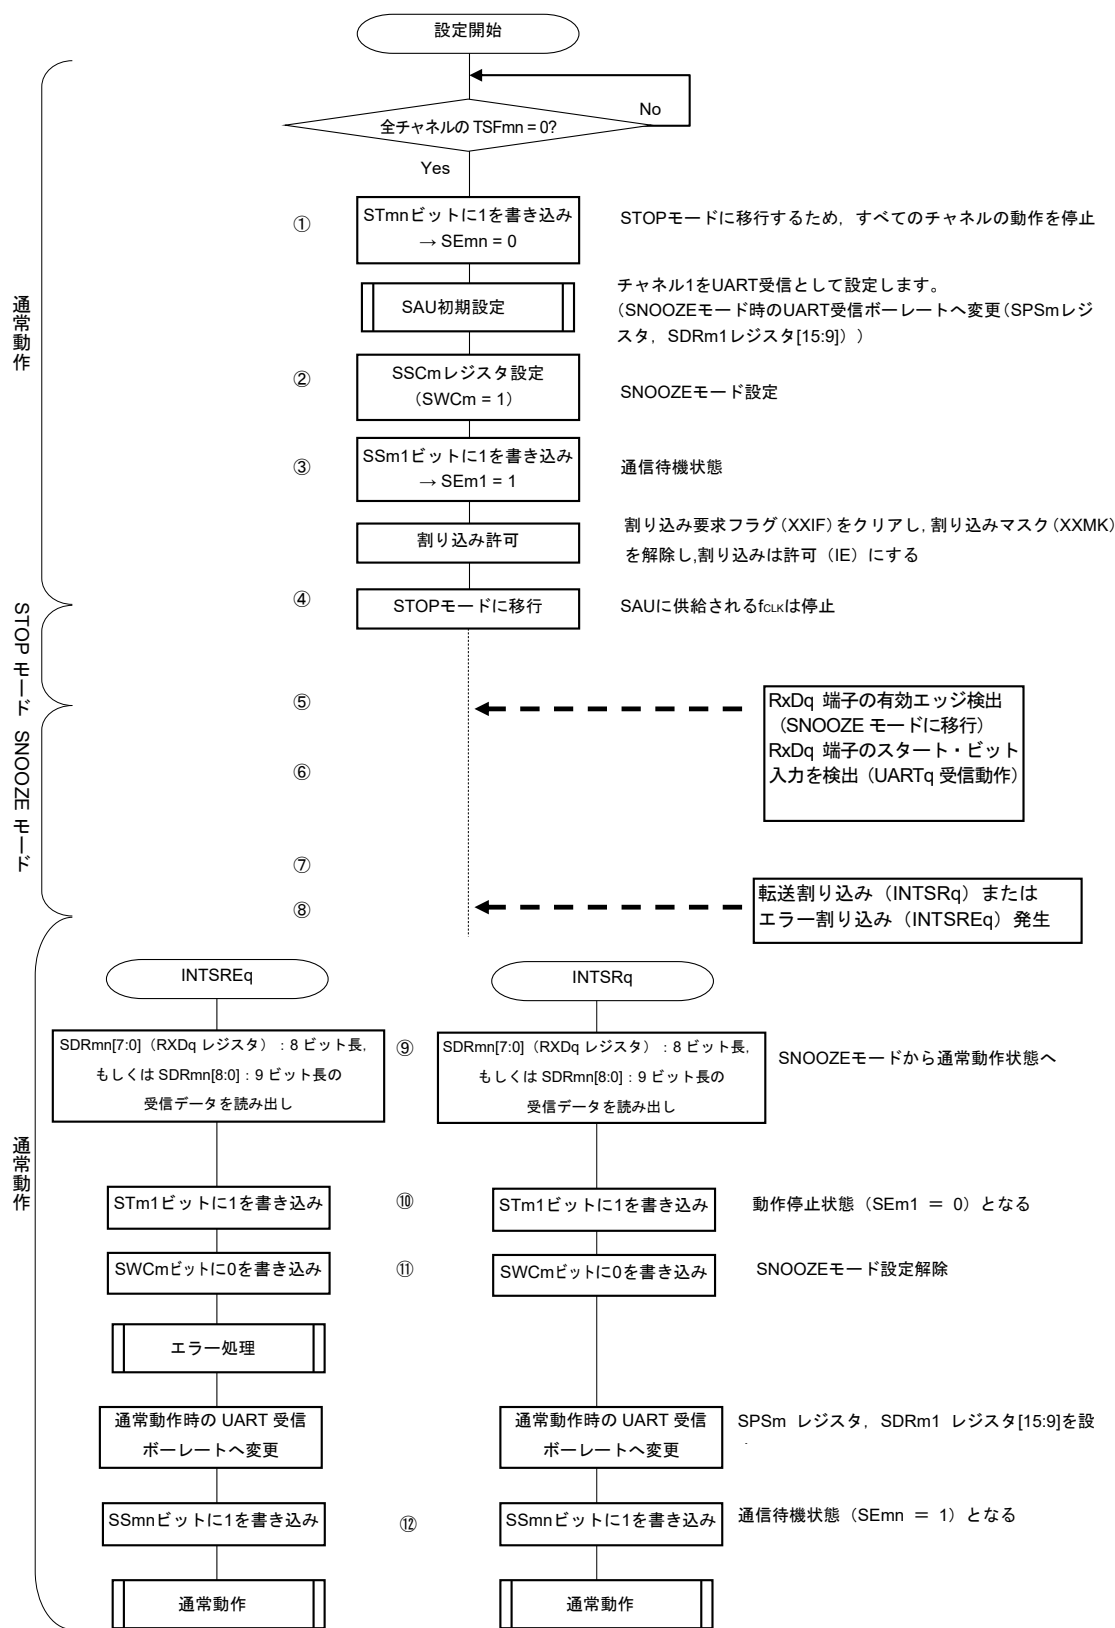 設定開始
No
全チャネルの TSFmn = 0?
Yes
①
STmnビットに1を書き込み
→ SEmn = 0
STOPモードに移行するため，すべてのチャネルの動作を停止
通常動作
SAU初期設定
チャネル1をUART受信として設定します。
（SNOOZEモード時のUART受信ボーレートへ変更（SPSmレジ
スタ，SDRm1レジスタ[15:9]））
②
SSCmレジスタ設定
（SWCm = 1）
SNOOZEモード設定
③
SSm1ビットに1を書き込み
→ SEm1 = 1
通信待機状態
割り込み許可
割り込み要求フラグ（XXIF）をクリアし，割り込みマスク（XXMK）
を解除し,割り込みは許可（IE）にする
④
STOPモードに移行
SAUに供給されるfCLKは停止
STOP モード
⑤
RxDq 端子の有効エッジ検出
（SNOOZE モードに移行）
RxDq 端子のスタート・ビット
入力を検出（UARTq 受信動作）
SNOOZE モード
⑥
⑦
⑧
転送割り込み（INTSRq）または
エラー割り込み（INTSREq）発生
INTSREq
INTSRq
SDRmn[7:0]（RXDq レジスタ）：8 ビット長,
もしくは SDRmn[8:0]：9 ビット長の
受信データを読み出し
⑨
SDRmn[7:0]（RXDq レジスタ）：8 ビット長,
もしくは SDRmn[8:0]：9 ビット長の
受信データを読み出し
SNOOZEモードから通常動作状態へ
通常動作
STm1ビットに1を書き込み
⑩
STm1ビットに1を書き込み
動作停止状態（SEm1 ＝ 0）となる
SWCmビットに0を書き込み
⑪
SWCmビットに0を書き込み
SNOOZEモード設定解除
エラー処理
通常動作時の UART 受信
ボーレートへ変更
通常動作時の UART 受信
ボーレートへ変更
SPSm レジスタ，SDRm1 レジスタ[15:9]を設
SSmnビットに1を書き込み
⑫
SSmnビットに1を書き込み
通信待機状態（SEmn ＝ 1）となる
通常動作
通常動作